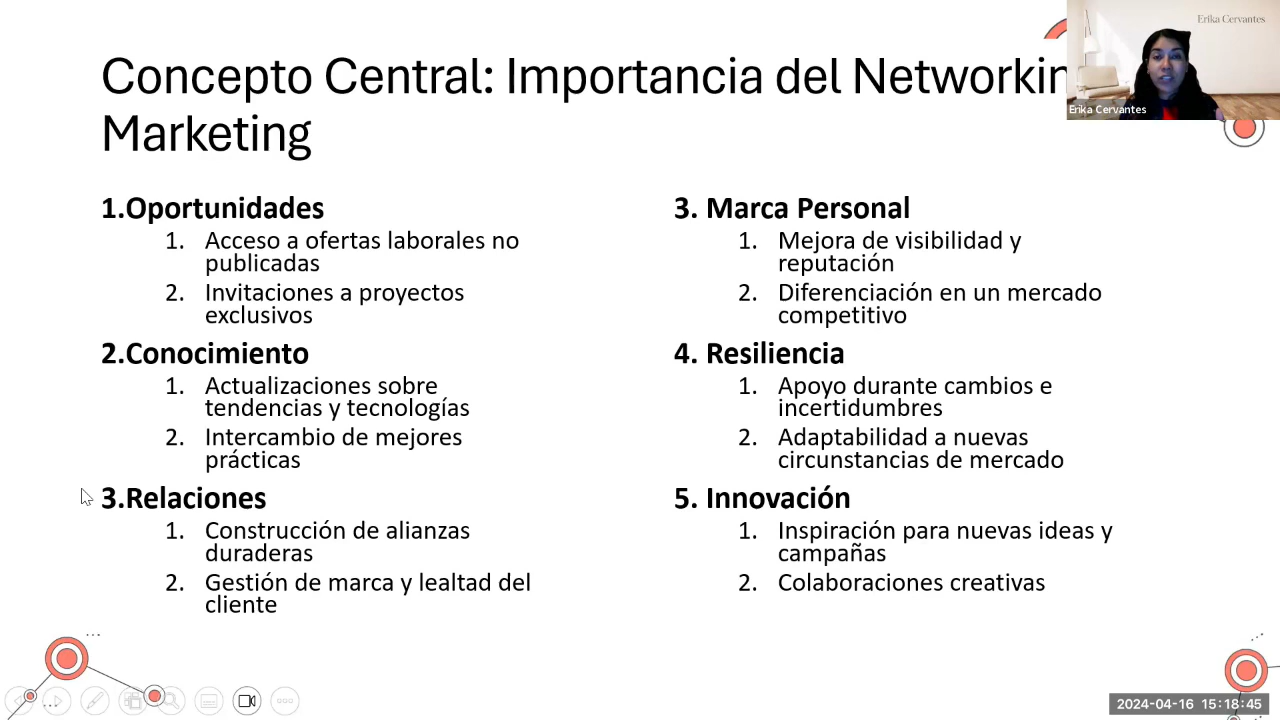 Concepto Central: Importancia del Networkin
Marketing
1.Oportunidades
1. Acceso a ofertas laborales no
publicadas
2. Invitaciones a proyectos
exclusivos
2.Conocimiento
1. Actualizaciones sobre
tendencias y tecnologías
2. Intercambio de mejores
prácticas
3.Relaciones
1. Construcción de alianzas
duraderas
2. Gestión de marca y lealtad del
cliente
3. Marca Personal
1. Mejora de visibilidad y
reputación
2. Diferenciación en un mercado
competitivo
4. Resiliencia
1. Apoyo durante cambios e
incertidumbres
2. Adaptabilidad a nuevas
circunstancias de mercado
5. Innovación
1. Inspiración para nuevas ideas y
campañas
2. Colaboraciones creativas
Erika Cervantes
Erika Cervantes
2024-04-16 15:18:45